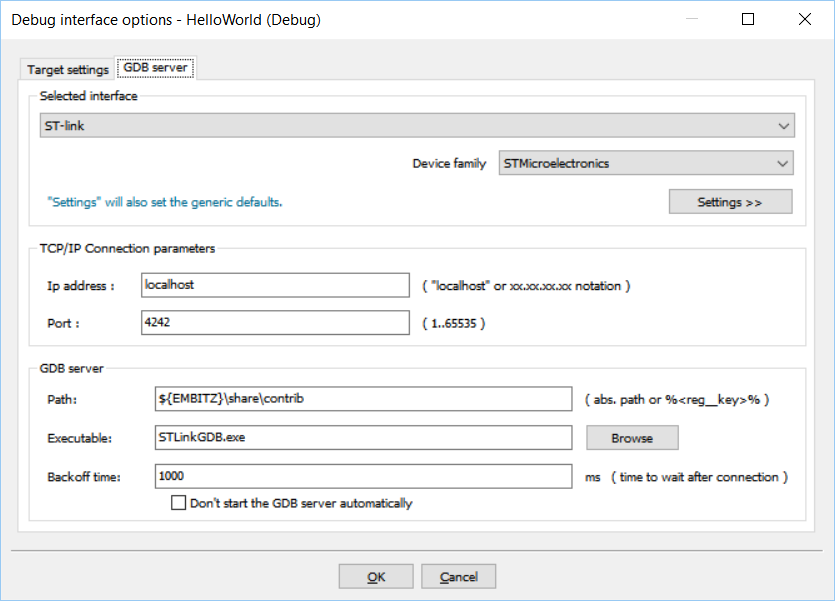 Debug interface options - HelloWorld (Debug)
Target settings GDB server
Selected interface
ST-link
Device family STMicroelectronics
"Settings" will also set the generic defaults. Settings >>
TCP/IP Connection parameters
Ip address : localhost ( "localhost" or xx.xx.xx.xx notation )
Port : 4242 ( 1..65535 )
GDB server
Path: ${EMBITZ}\share\contrib ( abs. path or %<reg__key>% )
Executable: STLinkGDB.exe Browse
Backoff time: 1000 ms ( time to wait after connection )
Don't start the GDB server automatically
OK Cancel